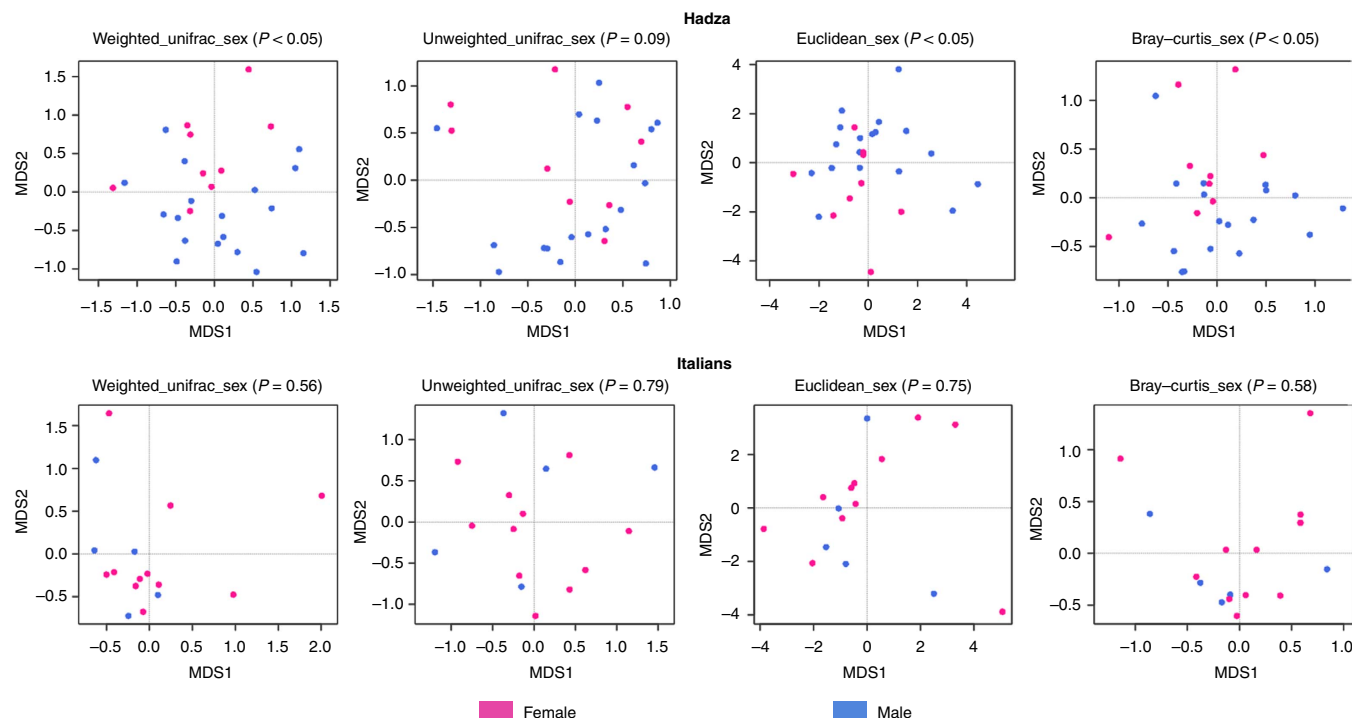 Hadza
Weighted_unifrac_sex (P < 0.05)
Unweighted_unifrac_sex (P = 0.09)
Euclidean_sex (P < 0.05)
Bray–curtis_sex (P < 0.05)
MDS2
1.5
1.0
0.5
0.0
−0.5
−1.0
−1.5
−1.0
−0.5
0.0
0.5
1.0
1.5
MDS1
MDS2
1.0
0.5
0.0
−0.5
−1.0
−1.5
−1.0
−0.5
0.0
0.5
1.0
MDS1
MDS2
4
2
0
−2
−4
−4
−2
0
2
4
MDS1
MDS2
1.0
0.5
0.0
−0.5
−1.0
−0.5
0.0
0.5
1.0
MDS1
Italians
Weighted_unifrac_sex (P = 0.56)
Unweighted_unifrac_sex (P = 0.79)
Euclidean_sex (P = 0.75)
Bray–curtis_sex (P = 0.58)
MDS2
1.5
1.0
0.5
0.0
−0.5
−0.5
0.0
0.5
1.0
1.5
2.0
MDS1
MDS2
1.0
0.5
0.0
−0.5
−1.0
−1.0
−0.5
0.0
0.5
1.0
1.5
MDS1
MDS2
2
0
−2
−4
−4
−2
0
2
4
MDS1
MDS2
1.0
0.5
0.0
−0.5
−1.0
−0.5
0.0
0.5
1.0
MDS1
Female
Male